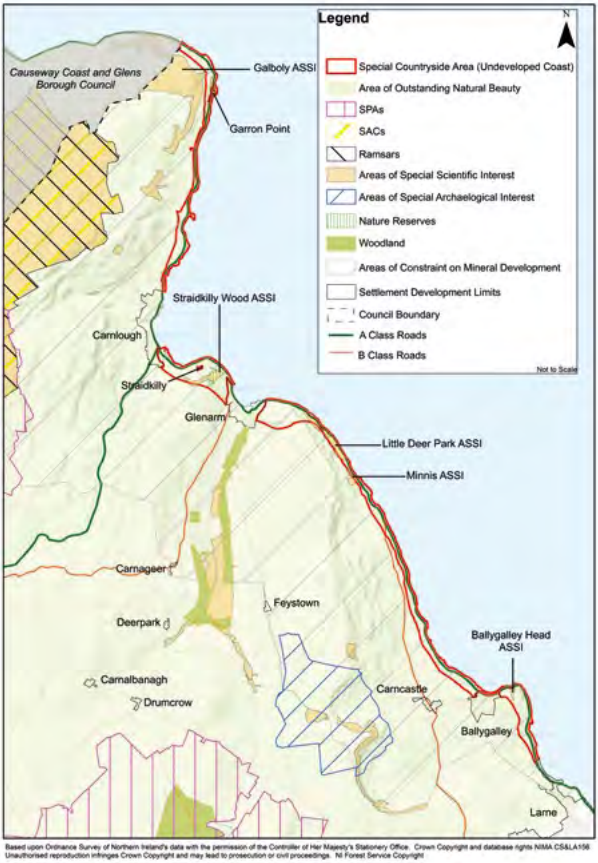 Legend
N
Special Countryside Area (Undeveloped Coast)
Area of Outstanding Natural Beauty
SPAs
SACs
Ramsars
Areas of Special Scientific Interest
Areas of Special Archaelogical Interest
Nature Reserves
Woodland
Areas of Constraint on Mineral Development
Settlement Development Limits
Council Boundary
A Class Roads
B Class Roads
Not to Scale
Causeway Coast and Glens
Borough Council
Galboly ASSI
Garron Point
Straidkilly Wood ASSI
Carnlough
Straidkilly
Glenarm
Little Deer Park ASSI
Minnis ASSI
Carnageer
Feystown
Deerpark
Ballygalley Head
ASSI
Carnalbanagh
Carncastle
Drumcrow
Ballygalley
Larne
Based upon Ordnance Survey of Northern Ireland's data with the permission of the Controller of Her Majesty's Stationery Office. Crown Copyright and database rights NIMA CS&LA156
Unauthorised reproduction infringes Crown Copyright and may lead to prosecution or civil proceedings. NI Forest Service Copyright